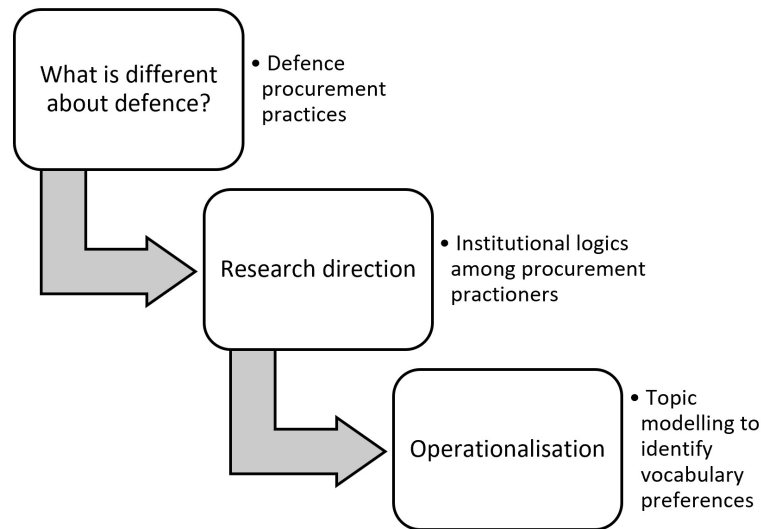 What is different
about defence?
• Defence
procurement
practices
Research direction
• Institutional logics
among procurement
practioners
Operationalisation
• Topic
modelling to
identify
vocabulary
preferences